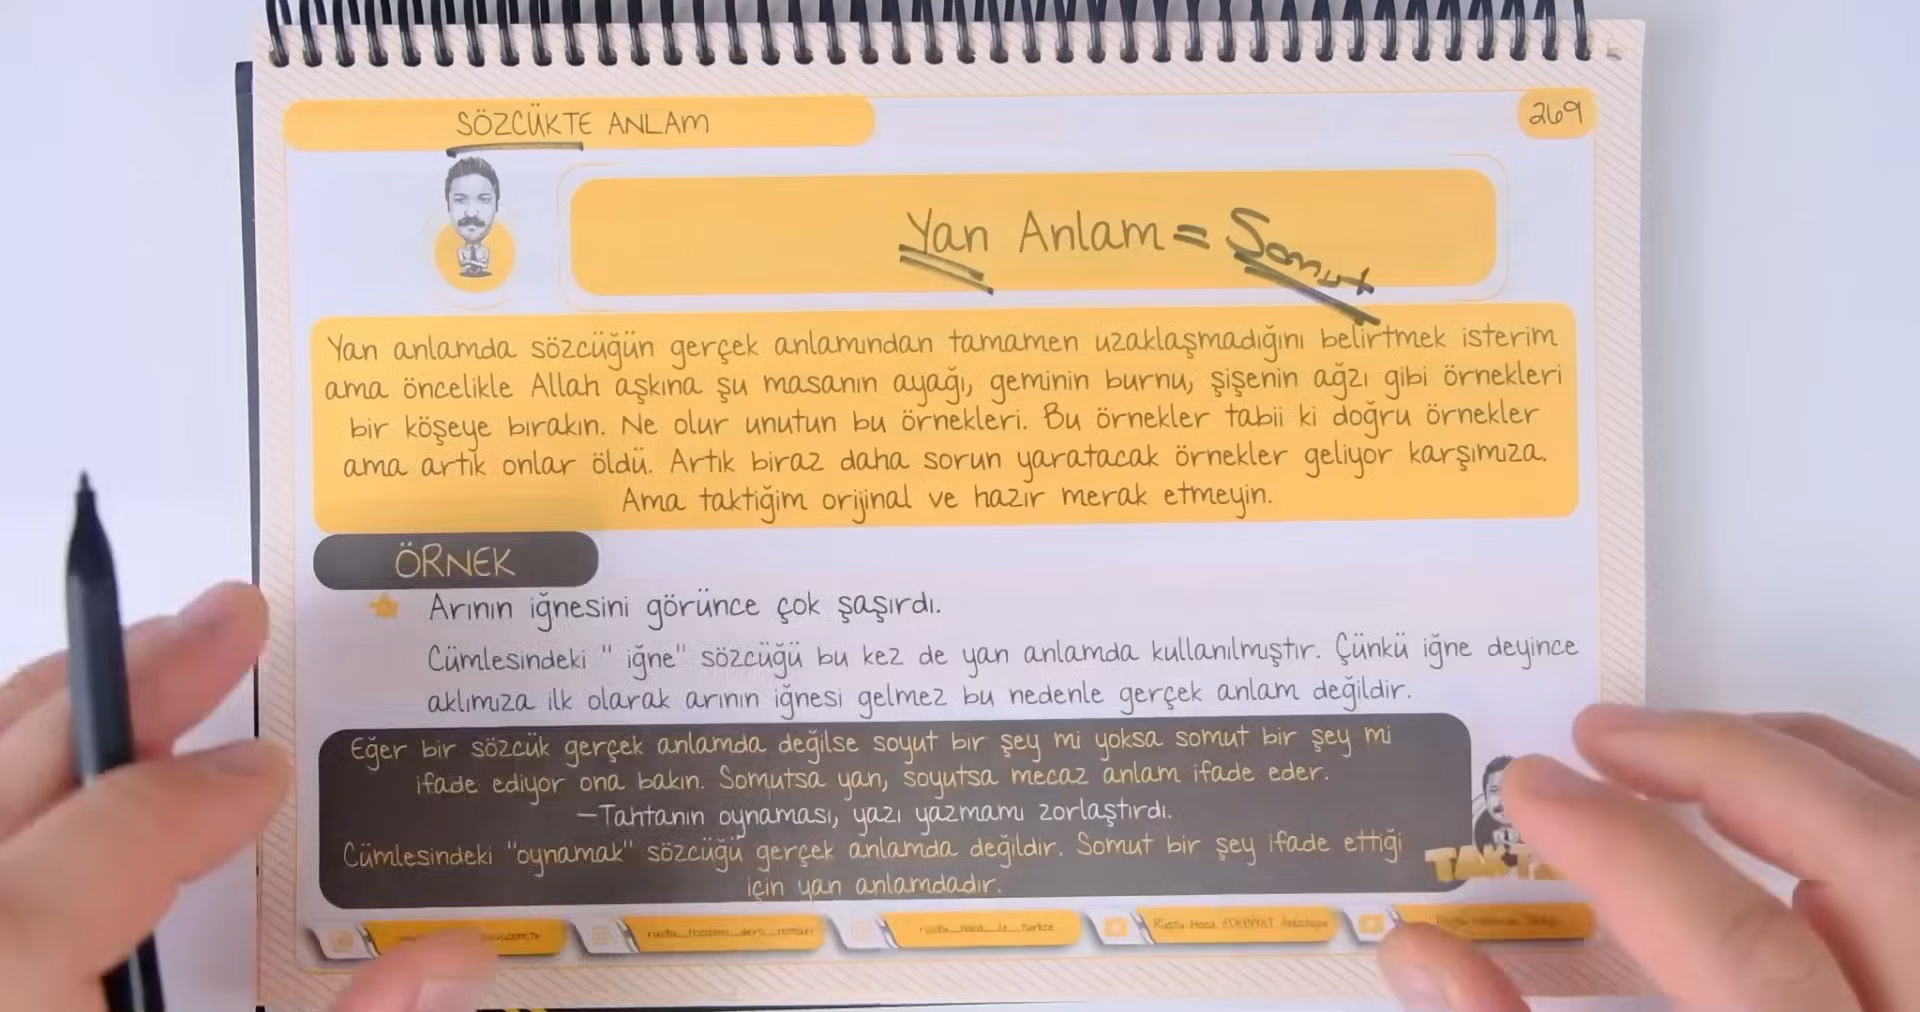 SÖZCÜKTE ANLAM
269
Yan Anlam = Somut
Yan anlamda sözcüğün gerçek anlamından tamamen uzaklaşmadığını belirtmek isterim
ama öncelikle Allah aşkına şu masanın ayağı, geminin burnu, şişenin ağzı gibi örnekleri
bir köşeye bırakın. Ne olur unutun bu örnekleri. Bu örnekler tabii ki doğru örnekler
ama artık onlar öldü. Artık biraz daha sorun yaratacak örnekler geliyor karşımıza.
Ama taktiğim orijinal ve hazır merak etmeyin.
ÖRNEK
Arının iğnesini görünce çok şaşırdı.
Cümlesindeki " iğne" sözcüğü bu kez de yan anlamda kullanılmıştır. Çünkü iğne deyince
aklımıza ilk olarak arının iğnesi gelmez bu nedenle gerçek anlam değildir.
Eğer bir sözcük gerçek anlamda değilse soyut bir şey mi yoksa somut bir şey mi
ifade ediyor ona bakın. Somutsa yan, soyutsa mecaz anlam ifade eder.
–Tahtanın oynaması, yazı yazmamı zorlaştırdı.
Cümlesindeki "oynamak" sözcüğü gerçek anlamda değildir. Somut bir şey ifade ettiği
için yan anlamdadır.
Rüştü Hoca EDEBİYAT